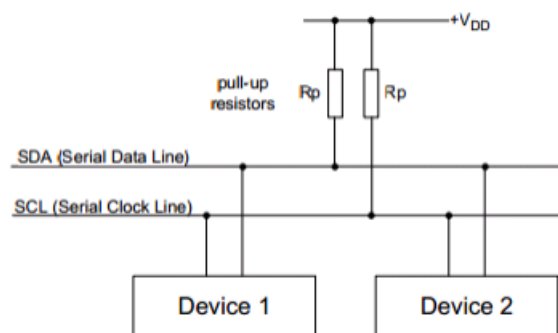 +VDD
pull-up
resistors
Rp
Rp
SDA (Serial Data Line)
SCL (Serial Clock Line)
Device 1
Device 2